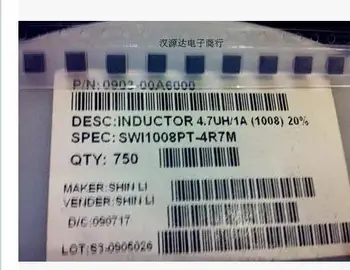 汉源达电子商行
P/N: 0903-00A6000
DESC:INDUCTOR 4.7UH/1A (1008) 20%
SPEC: SWI1008PT-4R7M
QTY: 750
MAKER:SHIN LI
VENDER:SHIN LI
D/C:090717
LOT:S3-0905026